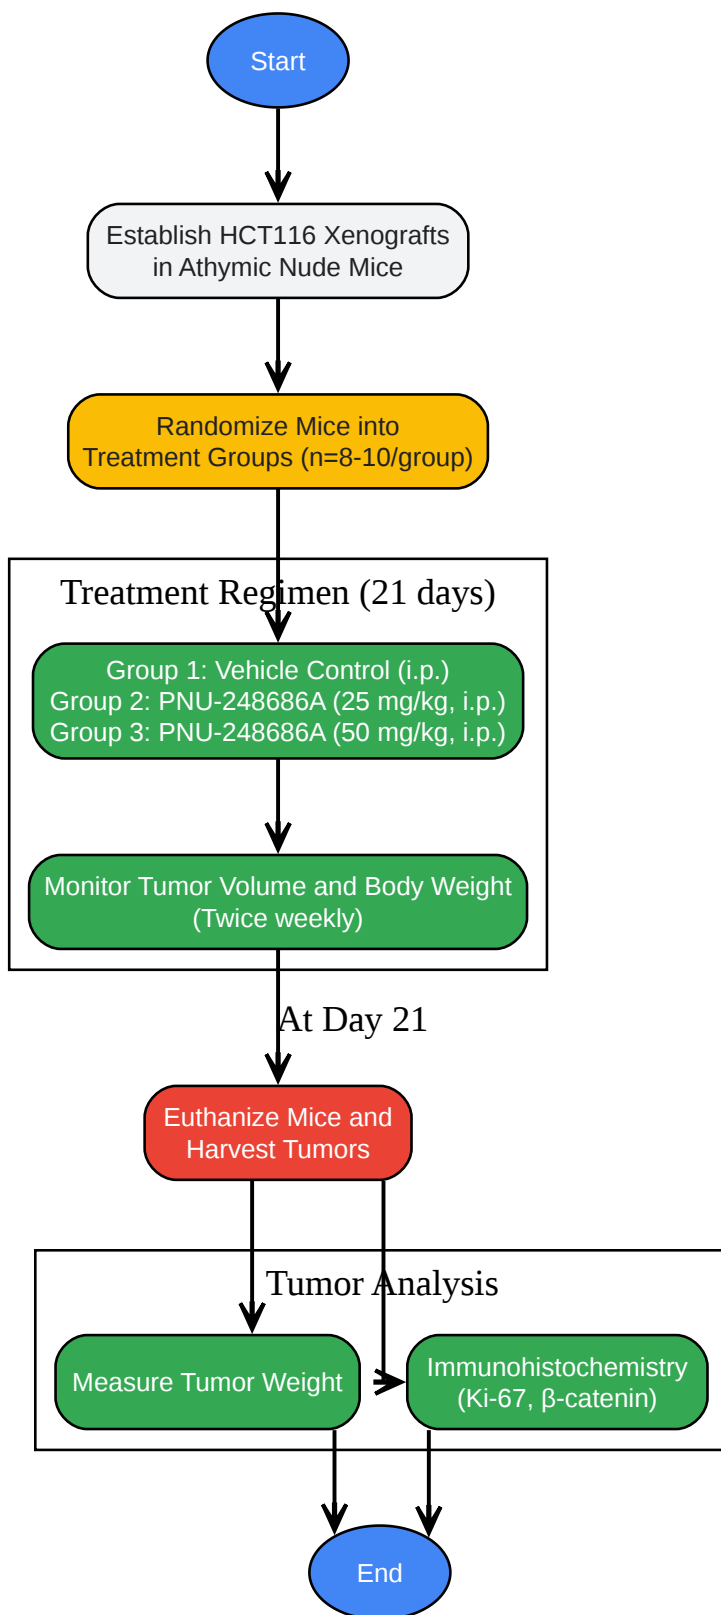 Start
Establish HCT116 Xenografts
in Athymic Nude Mice
Randomize Mice into
Treatment Groups (n=8-10/group)
Treatment Regimen (21 days)
Group 1: Vehicle Control (i.p.)
Group 2: PNU-248686A (25 mg/kg, i.p.)
Group 3: PNU-248686A (50 mg/kg, i.p.)
Monitor Tumor Volume and Body Weight
(Twice weekly)
At Day 21
Euthanize Mice and
Harvest Tumors
Tumor Analysis
Measure Tumor Weight
Immunohistochemistry
(Ki-67, β-catenin)
End